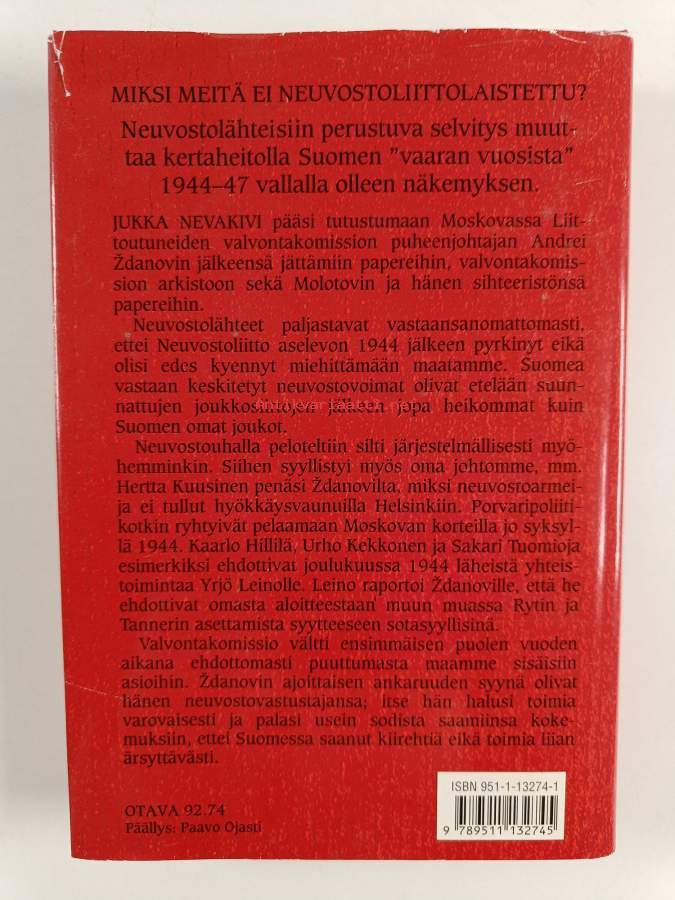 MIKSI MEITÄ EI NEUVOSTOLIITTOLAISTETTU?
Neuvostolähteisiin perustuva selvitys muut-
taa kertaheitolla Suomen "vaaran vuosista"
1944–47 vallalla olleen näkemyksen.
JUKKA NEVAKIVI pääsi tutustumaan Moskovassa Liit-
toutuneiden valvontakomission puheenjohtajan Andrei
Ždanovin jälkeensä jättämiin papereihin, valvontakomis-
sion arkistoon sekä Molotovin ja hänen sihteeristönsä
papereihin.
Neuvostolähteet paljastavat vastaansanomattomasti,
ettei Neuvostoliitto aselevon 1944 jälkeen pyrkinyt eikä
olisi edes kyennyt miehittämään maatamme. Suomea
vastaan keskitetyt neuvostovoimat olivat etelään suun-
nattujen joukkosiirtojen jälkeen jopa heikommat kuin
Suomen omat joukot.
Neuvostouhalla peloteltiin silti järjestelmällisesti myö-
hemminkin. Siihen syyllistyi myös oma johtomme, mm.
Hertta Kuusinen penäsi Ždanovilta, miksi neuvostoarmei-
ja ei tullut hyökkäysvaunuilla Helsinkiin. Porvaripoliiti-
kotkin ryhtyivät pelaamaan Moskovan korteilla jo syksyl-
lä 1944. Kaarlo Hillilä, Urho Kekkonen ja Sakari Tuomioja
esimerkiksi ehdottivat joulukuussa 1944 läheistä yhteis-
toimintaa Yrjö Leinolle. Leino raportoi Ždanoville, että he
ehdottivat omasta aloitteestaan muun muassa Rytin ja
Tannerin asettamista syytteeseen sotasyyllisinä.
Valvontakomissio vältti ensimmäisen puolen vuoden
aikana ehdottomasti puuttumasta maamme sisäisiin
asioihin. Ždanovin ajoittaisen ankaruuden syynä olivat
hänen neuvostovastustajansa; itse hän halusi toimia
varovaisesti ja palasi usein sodista saamiinsa koke-
muksiin, ettei Suomessa saanut kiirehtiä eikä toimia liian
ärsyttävästi.
ISBN 951-1-13274-1
9 789511 132745
OTAVA 92.74
Päällys: Paavo Ojasti